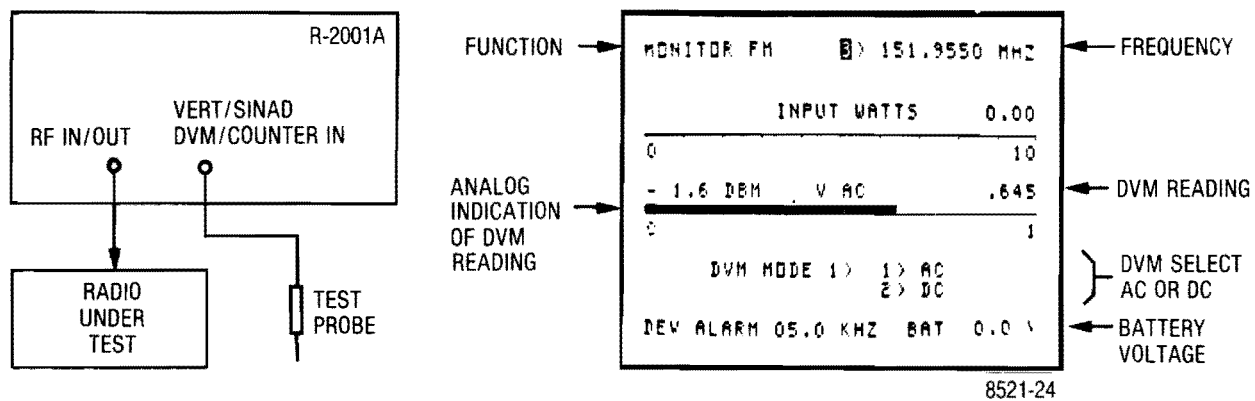 R-2001A
VERT/SINAD
DVM/COUNTER IN
RF IN/OUT
RADIO
UNDER
TEST
TEST
PROBE
FUNCTION
ANALOG
INDICATION
OF DVM
READING
MONITOR FM 3> 151.9550 MHZ
INPUT WATTS 0.00
0 10
- 1.6 DBM V AC .645
0 1
DVM MODE 1> 1> AC
2> DC
DEV ALARM 05.0 KHZ BAT 0.0 V
FREQUENCY
DVM READING
DVM SELECT
AC OR DC
BATTERY
VOLTAGE
8521-24